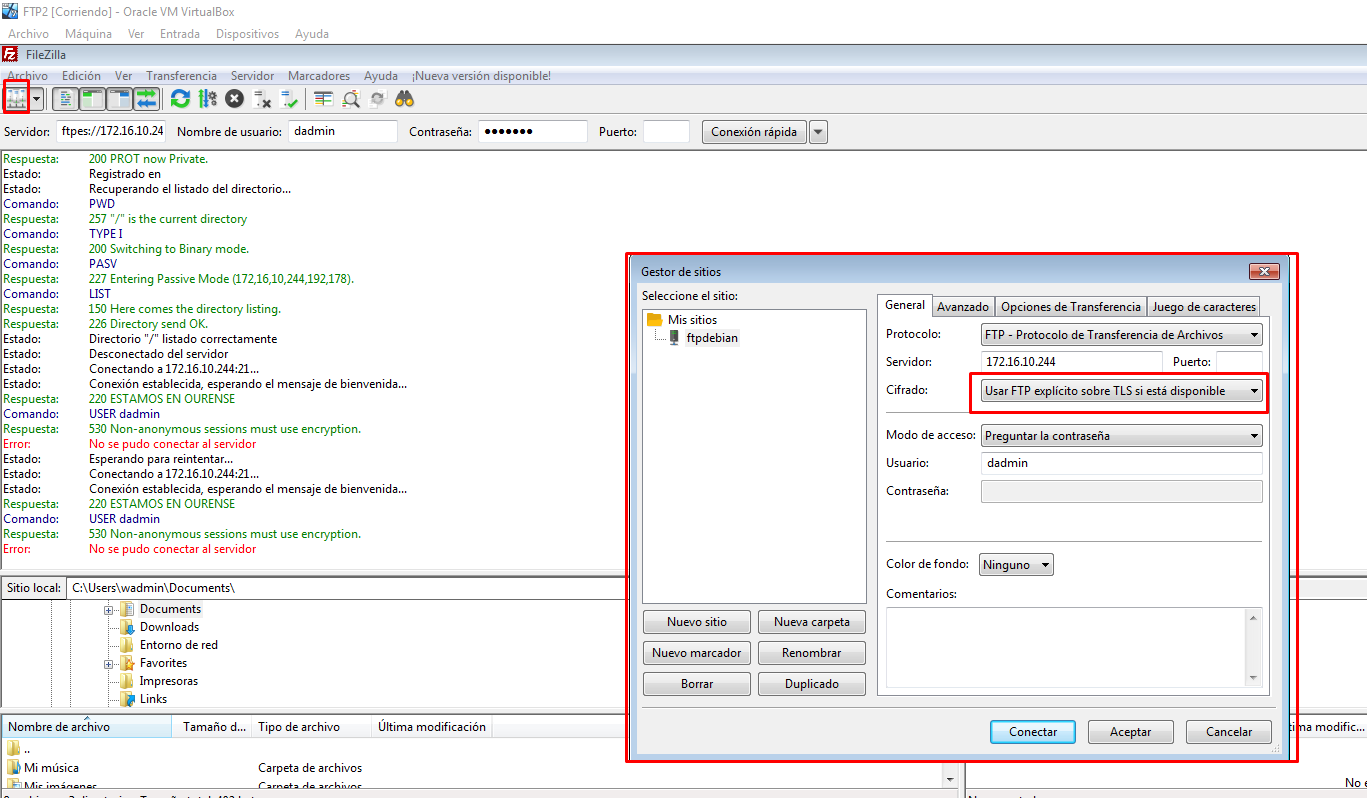 FTP2 [Corriendo] - Oracle VM VirtualBox
Archivo Máquina Ver Entrada Dispositivos Ayuda
FileZilla
Archivo Edición Ver Transferencia Servidor Marcadores Ayuda ¡Nueva versión disponible!
Servidor: ftpes://172.16.10.24 Nombre de usuario: dadmin Contraseña: ●●●●●●● Puerto: Conexión rápida
Respuesta: 200 PROT now Private.
Estado: Registrado en
Estado: Recuperando el listado del directorio...
Comando: PWD
Respuesta: 257 "/" is the current directory
Comando: TYPE I
Respuesta: 200 Switching to Binary mode.
Comando: PASV
Respuesta: 227 Entering Passive Mode (172,16,10,244,192,178).
Comando: LIST
Respuesta: 150 Here comes the directory listing.
Respuesta: 226 Directory send OK.
Estado: Directorio "/" listado correctamente
Estado: Desconectado del servidor
Estado: Conectando a 172.16.10.244:21...
Estado: Conexión establecida, esperando el mensaje de bienvenida...
Respuesta: 220 ESTAMOS EN OURENSE
Comando: USER dadmin
Respuesta: 530 Non-anonymous sessions must use encryption.
Error: No se pudo conectar al servidor
Estado: Esperando para reintentar...
Estado: Conectando a 172.16.10.244:21...
Estado: Conexión establecida, esperando el mensaje de bienvenida...
Respuesta: 220 ESTAMOS EN OURENSE
Comando: USER dadmin
Respuesta: 530 Non-anonymous sessions must use encryption.
Error: No se pudo conectar al servidor
Sitio local: C:\Users\wadmin\Documents\
Documents
Downloads
Entorno de red
Favorites
Impresoras
Links
Nombre de archivo Tamaño d... Tipo de archivo Última modificación
..
Mi música Carpeta de archivos
Mis imágenes Carpeta de archivos
Gestor de sitios
Seleccione el sitio:
Mis sitios
ftpdebian
Nuevo sitio Nueva carpeta
Nuevo marcador Renombrar
Borrar Duplicado
General Avanzado Opciones de Transferencia Juego de caracteres
Protocolo: FTP - Protocolo de Transferencia de Archivos
Servidor: 172.16.10.244 Puerto:
Cifrado: Usar FTP explícito sobre TLS si está disponible
Modo de acceso: Preguntar la contraseña
Usuario: dadmin
Contraseña:
Color de fondo: Ninguno
Comentarios:
Conectar Aceptar Cancelar
tima modific...
No e